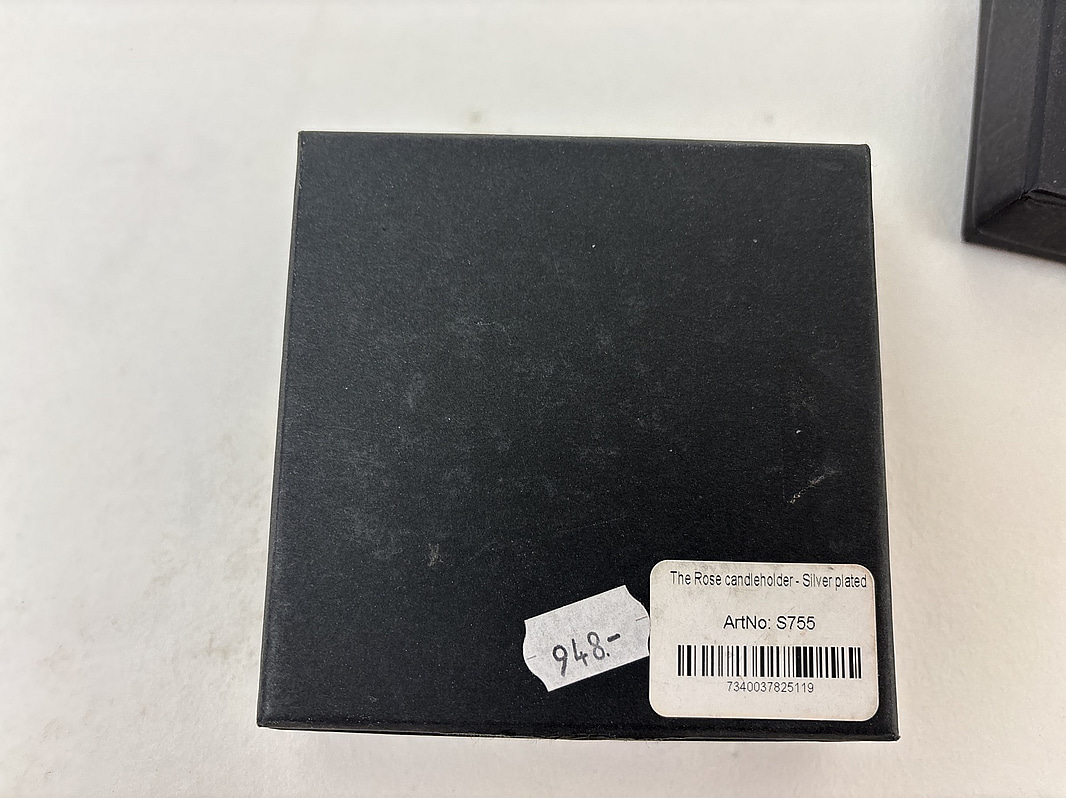 The Rose candleholder - Silver plated
ArtNo: S755
7340037825119
948.-